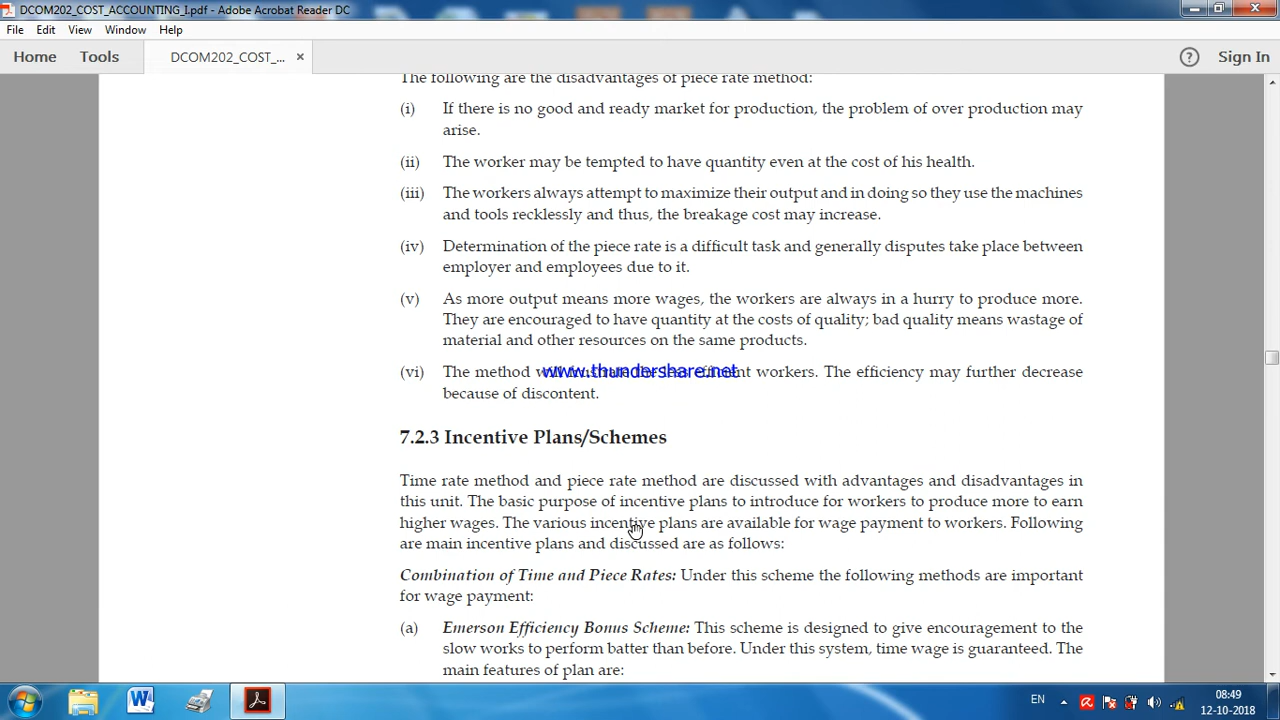 DCOM202_COST_ACCOUNTING_I.pdf - Adobe Acrobat Reader DC
File Edit View Window Help
Home Tools DCOM202_COST_... × ? Sign In
The following are the disadvantages of piece rate method:
(i) If there is no good and ready market for production, the problem of over production may
arise.
(ii) The worker may be tempted to have quantity even at the cost of his health.
(iii) The workers always attempt to maximize their output and in doing so they use the machines
and tools recklessly and thus, the breakage cost may increase.
(iv) Determination of the piece rate is a difficult task and generally disputes take place between
employer and employees due to it.
(v) As more output means more wages, the workers are always in a hurry to produce more.
They are encouraged to have quantity at the costs of quality; bad quality means wastage of
material and other resources on the same products.
(vi) The method workers. The efficiency may further decrease
www.thundershare.net
because of discontent.
7.2.3 Incentive Plans/Schemes
Time rate method and piece rate method are discussed with advantages and disadvantages in
this unit. The basic purpose of incentive plans to introduce for workers to produce more to earn
higher wages. The various incentive plans are available for wage payment to workers. Following
are main incentive plans and discussed are as follows:
Combination of Time and Piece Rates: Under this scheme the following methods are important
for wage payment:
(a) Emerson Efficiency Bonus Scheme: This scheme is designed to give encouragement to the
slow works to perform batter than before. Under this system, time wage is guaranteed. The
main features of plan are:
EN 08:49
12-10-2018